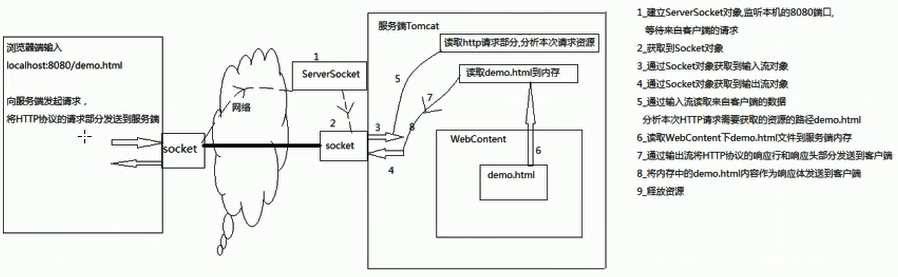 浏览器端输入
localhost:8080/demo.html
向服务端发起请求，
将HTTP协议的请求部分发送到服务端
socket
网络
1
ServerSocket
2
socket
服务端Tomcat
读取http请求部分,分析本次请求资源
读取demo.html到内存
5
7
3
8
4
6
WebContent
demo.html
1_建立ServerSocket对象,监听本机的8080端口,
等待来自客户端的请求
2_获取到Socket对象
3_通过Socket对象获取到输入流对象
4_通过Socket对象获取到输出流对象
5_通过输入流读取来自客户端的数据
分析本次HTTP请求需要获取的资源的路径demo.html
6_读取WebContent下demo.html文件到服务端内存
7_通过输出流将HTTP协议的响应行和响应头部分发送到客户端
8_将内存中的demo.html内容作为响应体发送到客户端
9_释放资源